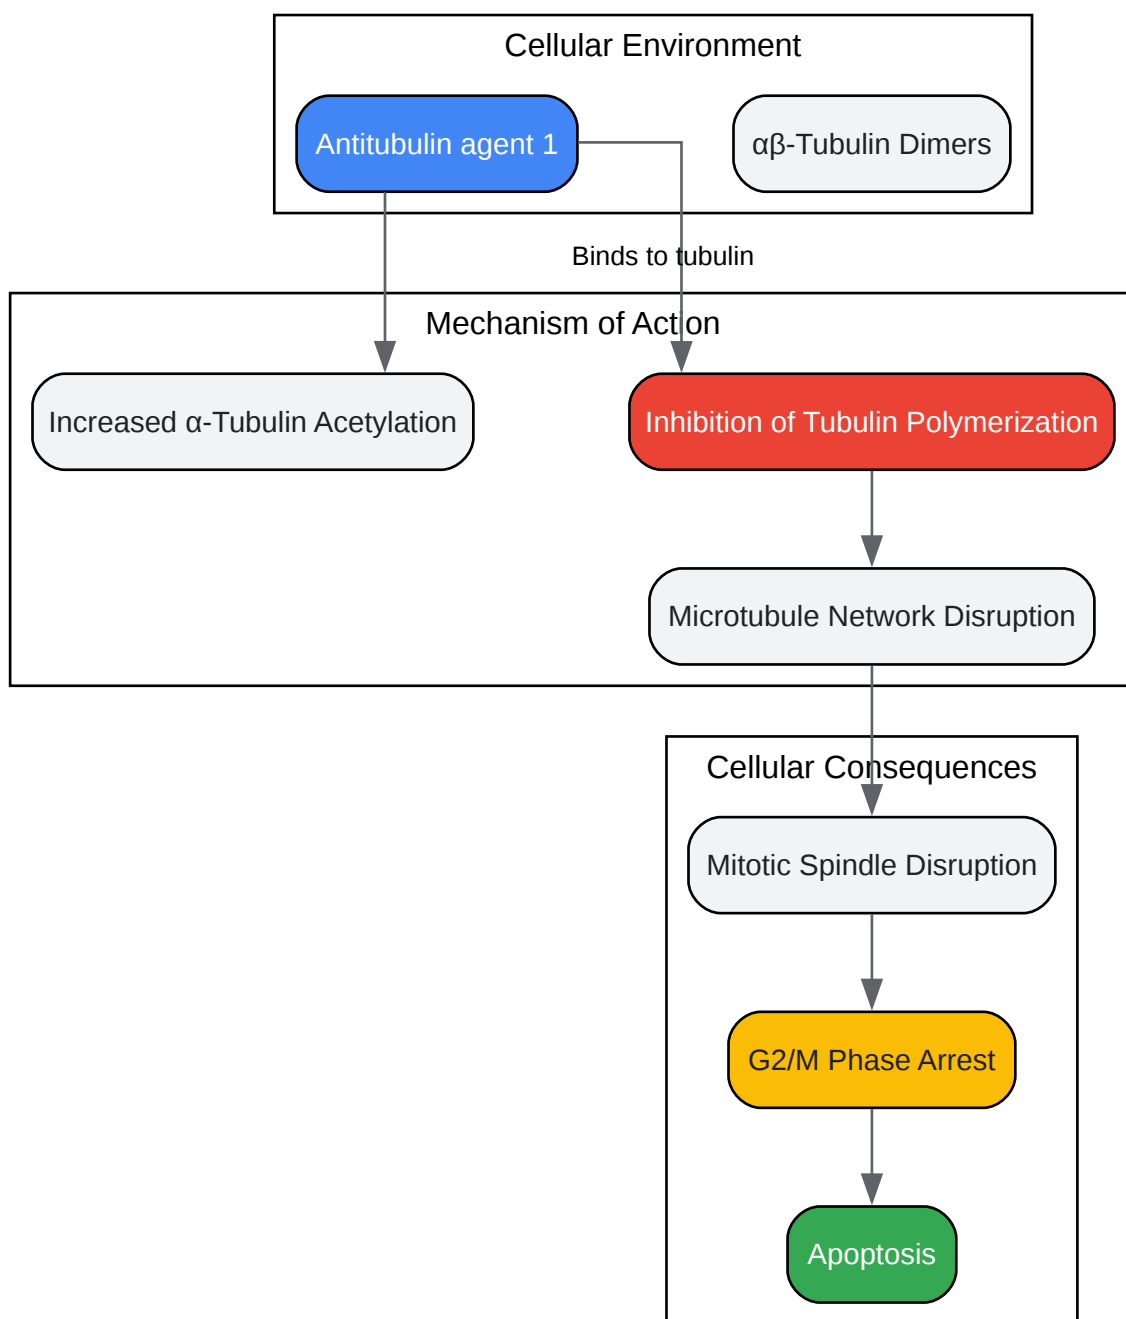 Cellular Environment
Antitubulin agent 1
αβ-Tubulin Dimers
Binds to tubulin
Mechanism of Action
Increased α-Tubulin Acetylation
Inhibition of Tubulin Polymerization
Microtubule Network Disruption
Cellular Consequences
Mitotic Spindle Disruption
G2/M Phase Arrest
Apoptosis